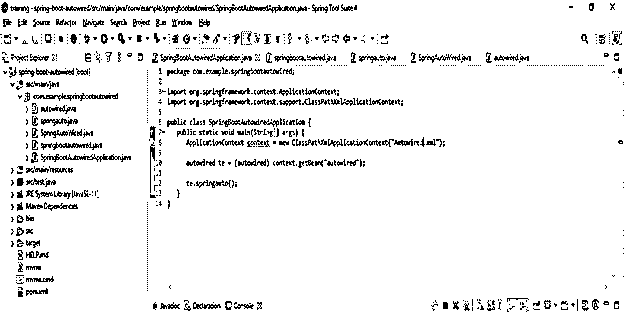 training - spring-boot-autowired/src/main/java/com/example/springbootautowired/SpringBootAutowiredApplication.java - Spring Tool Suite 4
File Edit Source Refactor Navigate Search Project Run Window Help
Project Explorer
SpringBootAutowiredApplication.java
springbootautowired.java
springauto.java
SpringAutoWired.java
autowired.java
spring-boot-autowired [boot]
src/main/java
com.example.springbootautowired
autowired.java
springauto.java
SpringAutoWired.java
springbootautowired.java
SpringBootAutowiredApplication.java
src/main/resources
src/test/java
JRE System Library [JavaSE-11]
Maven Dependencies
bin
src
target
HELP.md
mvnw
mvnw.cmd
pom.xml
1 package com.example.springbootautowired;
2
3 import org.springframework.context.ApplicationContext;
4 import org.springframework.context.support.ClassPathXmlApplicationContext;
5
6 public class SpringBootAutowiredApplication {
7 public static void main(String[] args) {
8 ApplicationContext context = new ClassPathXmlApplicationContext("Autowired.xml");
9
10 autowired te = (autowired) context.getBean("autowired");
11
12 te.springauto();
13 }
14 }
Javadoc Declaration Console